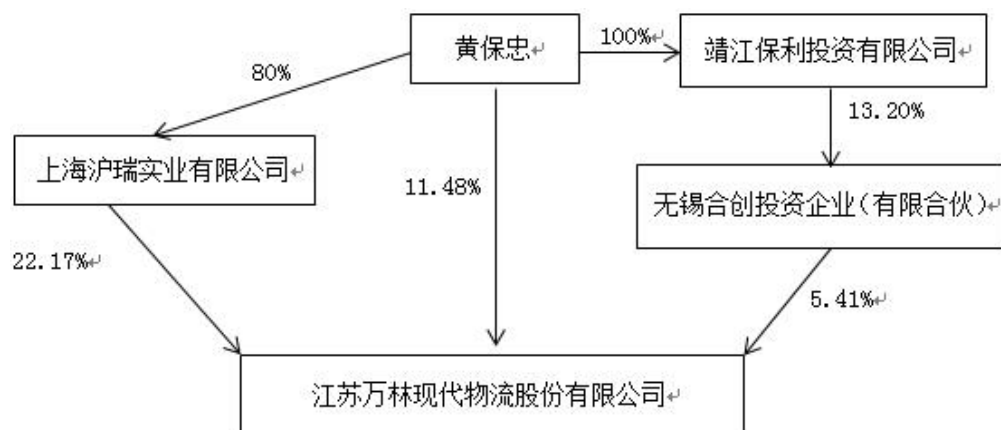 黄保忠↵
100%↵
靖江保利投资有限公司↵
80%
13.20%
上海沪瑞实业有限公司↵
11.48%
无锡合创投资企业（有限合伙）↵
22.17%↵
5.41%↵
江苏万林现代物流股份有限公司↵